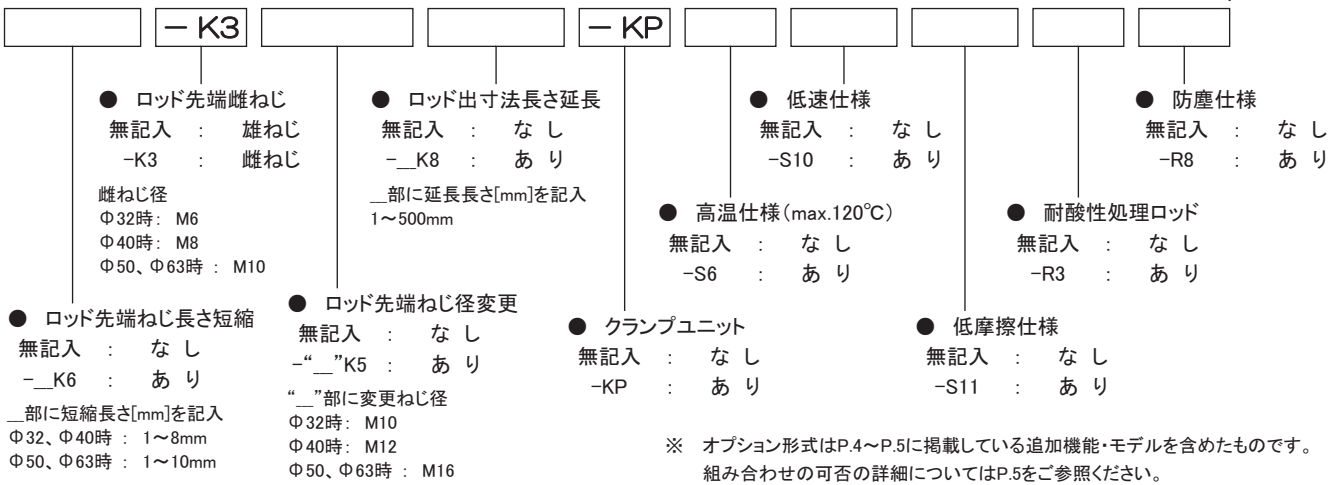 －K3
－KP
● ロッド先端雌ねじ
無記入 ： 雄ねじ
-K3 ： 雌ねじ
雌ねじ径
Φ32時： M6
Φ40時： M8
Φ50、Φ63時 ： M10
● ロッド出寸法長さ延長
無記入 ： な し
-__K8 ： あ り
__部に延長長さ[mm]を記入
1～500mm
● 低速仕様
無記入 ： な し
-S10 ： あ り
● 防塵仕様
無記入 ： な し
-R8 ： あ り
● 高温仕様（max.120℃）
無記入 ： な し
-S6 ： あ り
● 耐酸性処理ロッド
無記入 ： な し
-R3 ： あ り
● ロッド先端ねじ長さ短縮
無記入 ： な し
-__K6 ： あ り
__部に短縮長さ[mm]を記入
Φ32、Φ40時 ： 1～8mm
Φ50、Φ63時 ： 1～10mm
● ロッド先端ねじ径変更
無記入 ： な し
-“__”K5 ： あ り
“__”部に変更ねじ径
Φ32時： M10
Φ40時： M12
Φ50、Φ63時 ： M16
● クランプユニット
無記入 ： な し
-KP ： あ り
● 低摩擦仕様
無記入 ： な し
-S11 ： あ り
※ オプション形式はP.4～P.5に掲載している追加機能・モデルを含めたものです。
組み合わせの可否の詳細についてはP.5をご参照ください。